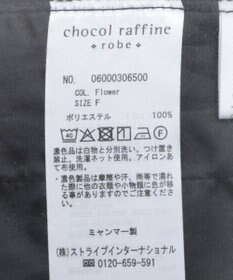 chocol raffine
robe
NO. 06000306500
COL. Flower
SIZE F
ポリエステル 100%
濃色品は白物と分別洗い。つけ置き
禁止。洗濯ネット使用。アイロンあ
て布使用。
濃色製品は摩擦や汗、雨等で濡れ
た際に他の衣類や小物類に色が移
る事がありますのでご注意くださ
い。
ミャンマー製
(株)ストライプインターナショナル
0120-659-591